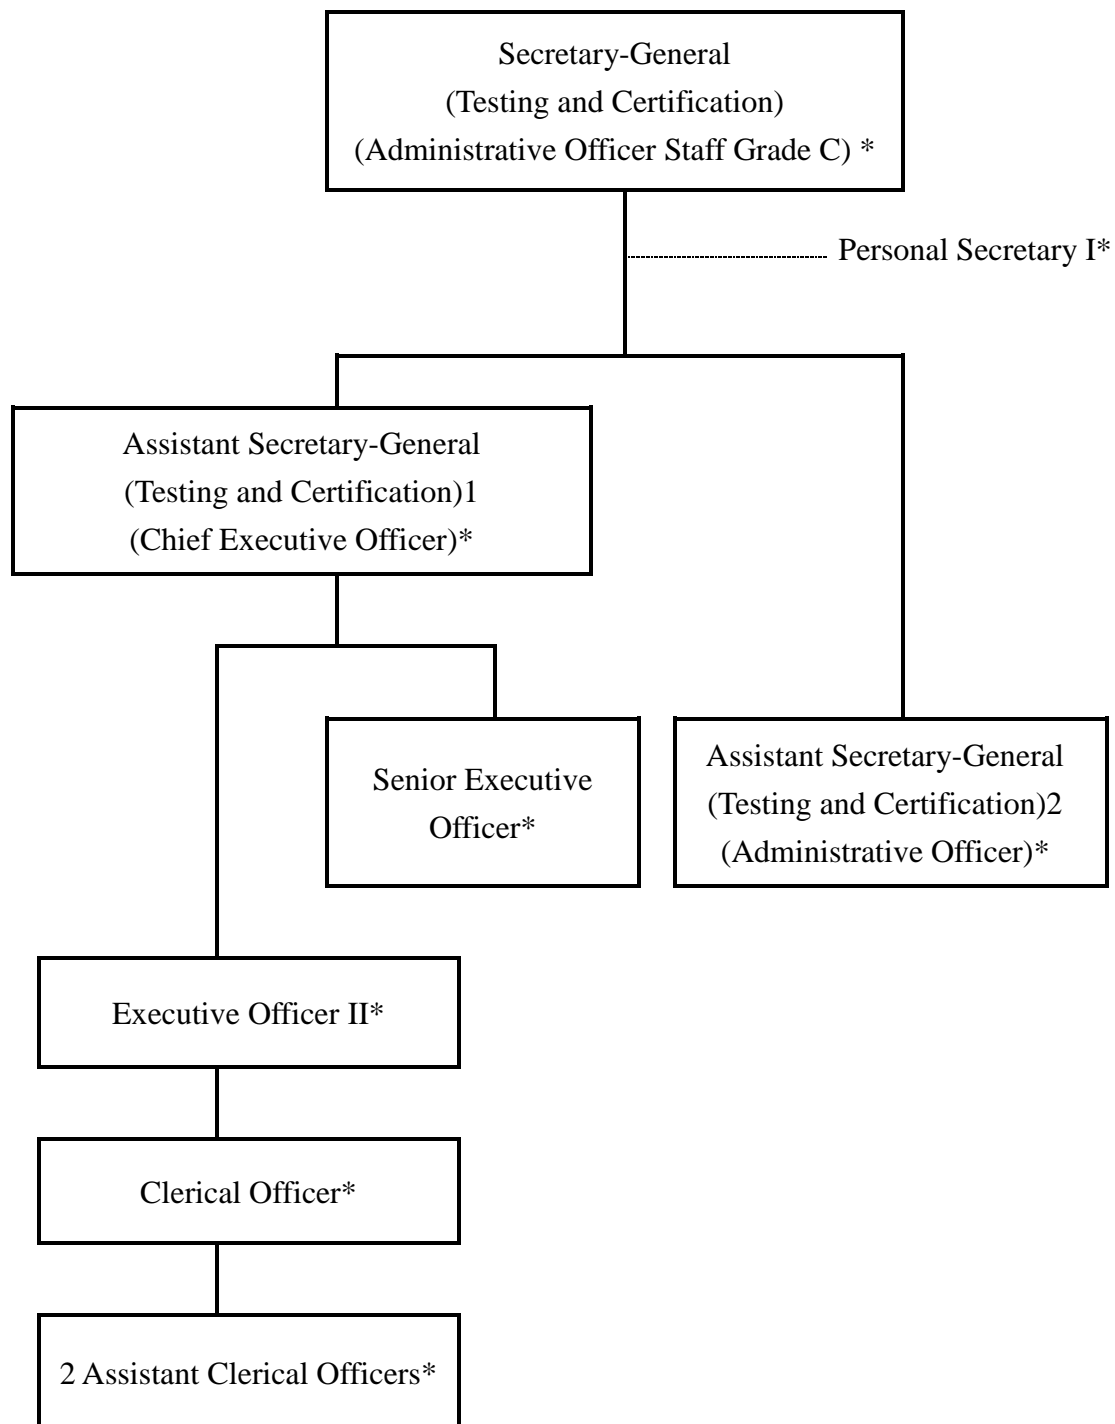 Secretary-General
(Testing and Certification)
(Administrative Officer Staff Grade C) *
Personal Secretary I*
Assistant Secretary-General
(Testing and Certification)1
(Chief Executive Officer)*
Senior Executive
Officer*
Assistant Secretary-General
(Testing and Certification)2
(Administrative Officer)*
Executive Officer II*
Clerical Officer*
2 Assistant Clerical Officers*